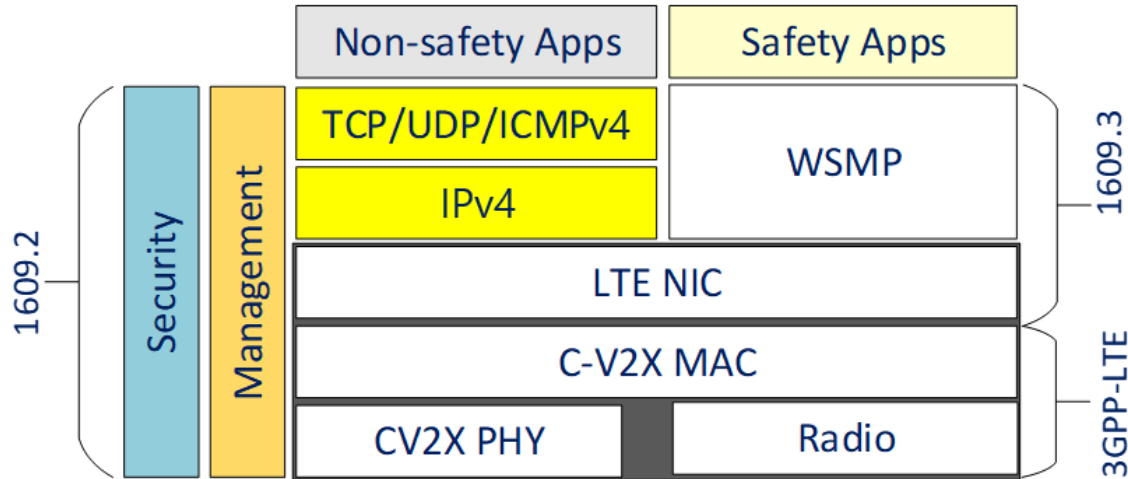 Non-safety Apps
Safety Apps
1609.2
Security
Management
TCP/UDP/ICMPv4
IPv4
WSMP
1609.3
LTE NIC
C-V2X MAC
CV2X PHY
Radio
3GPP-LTE